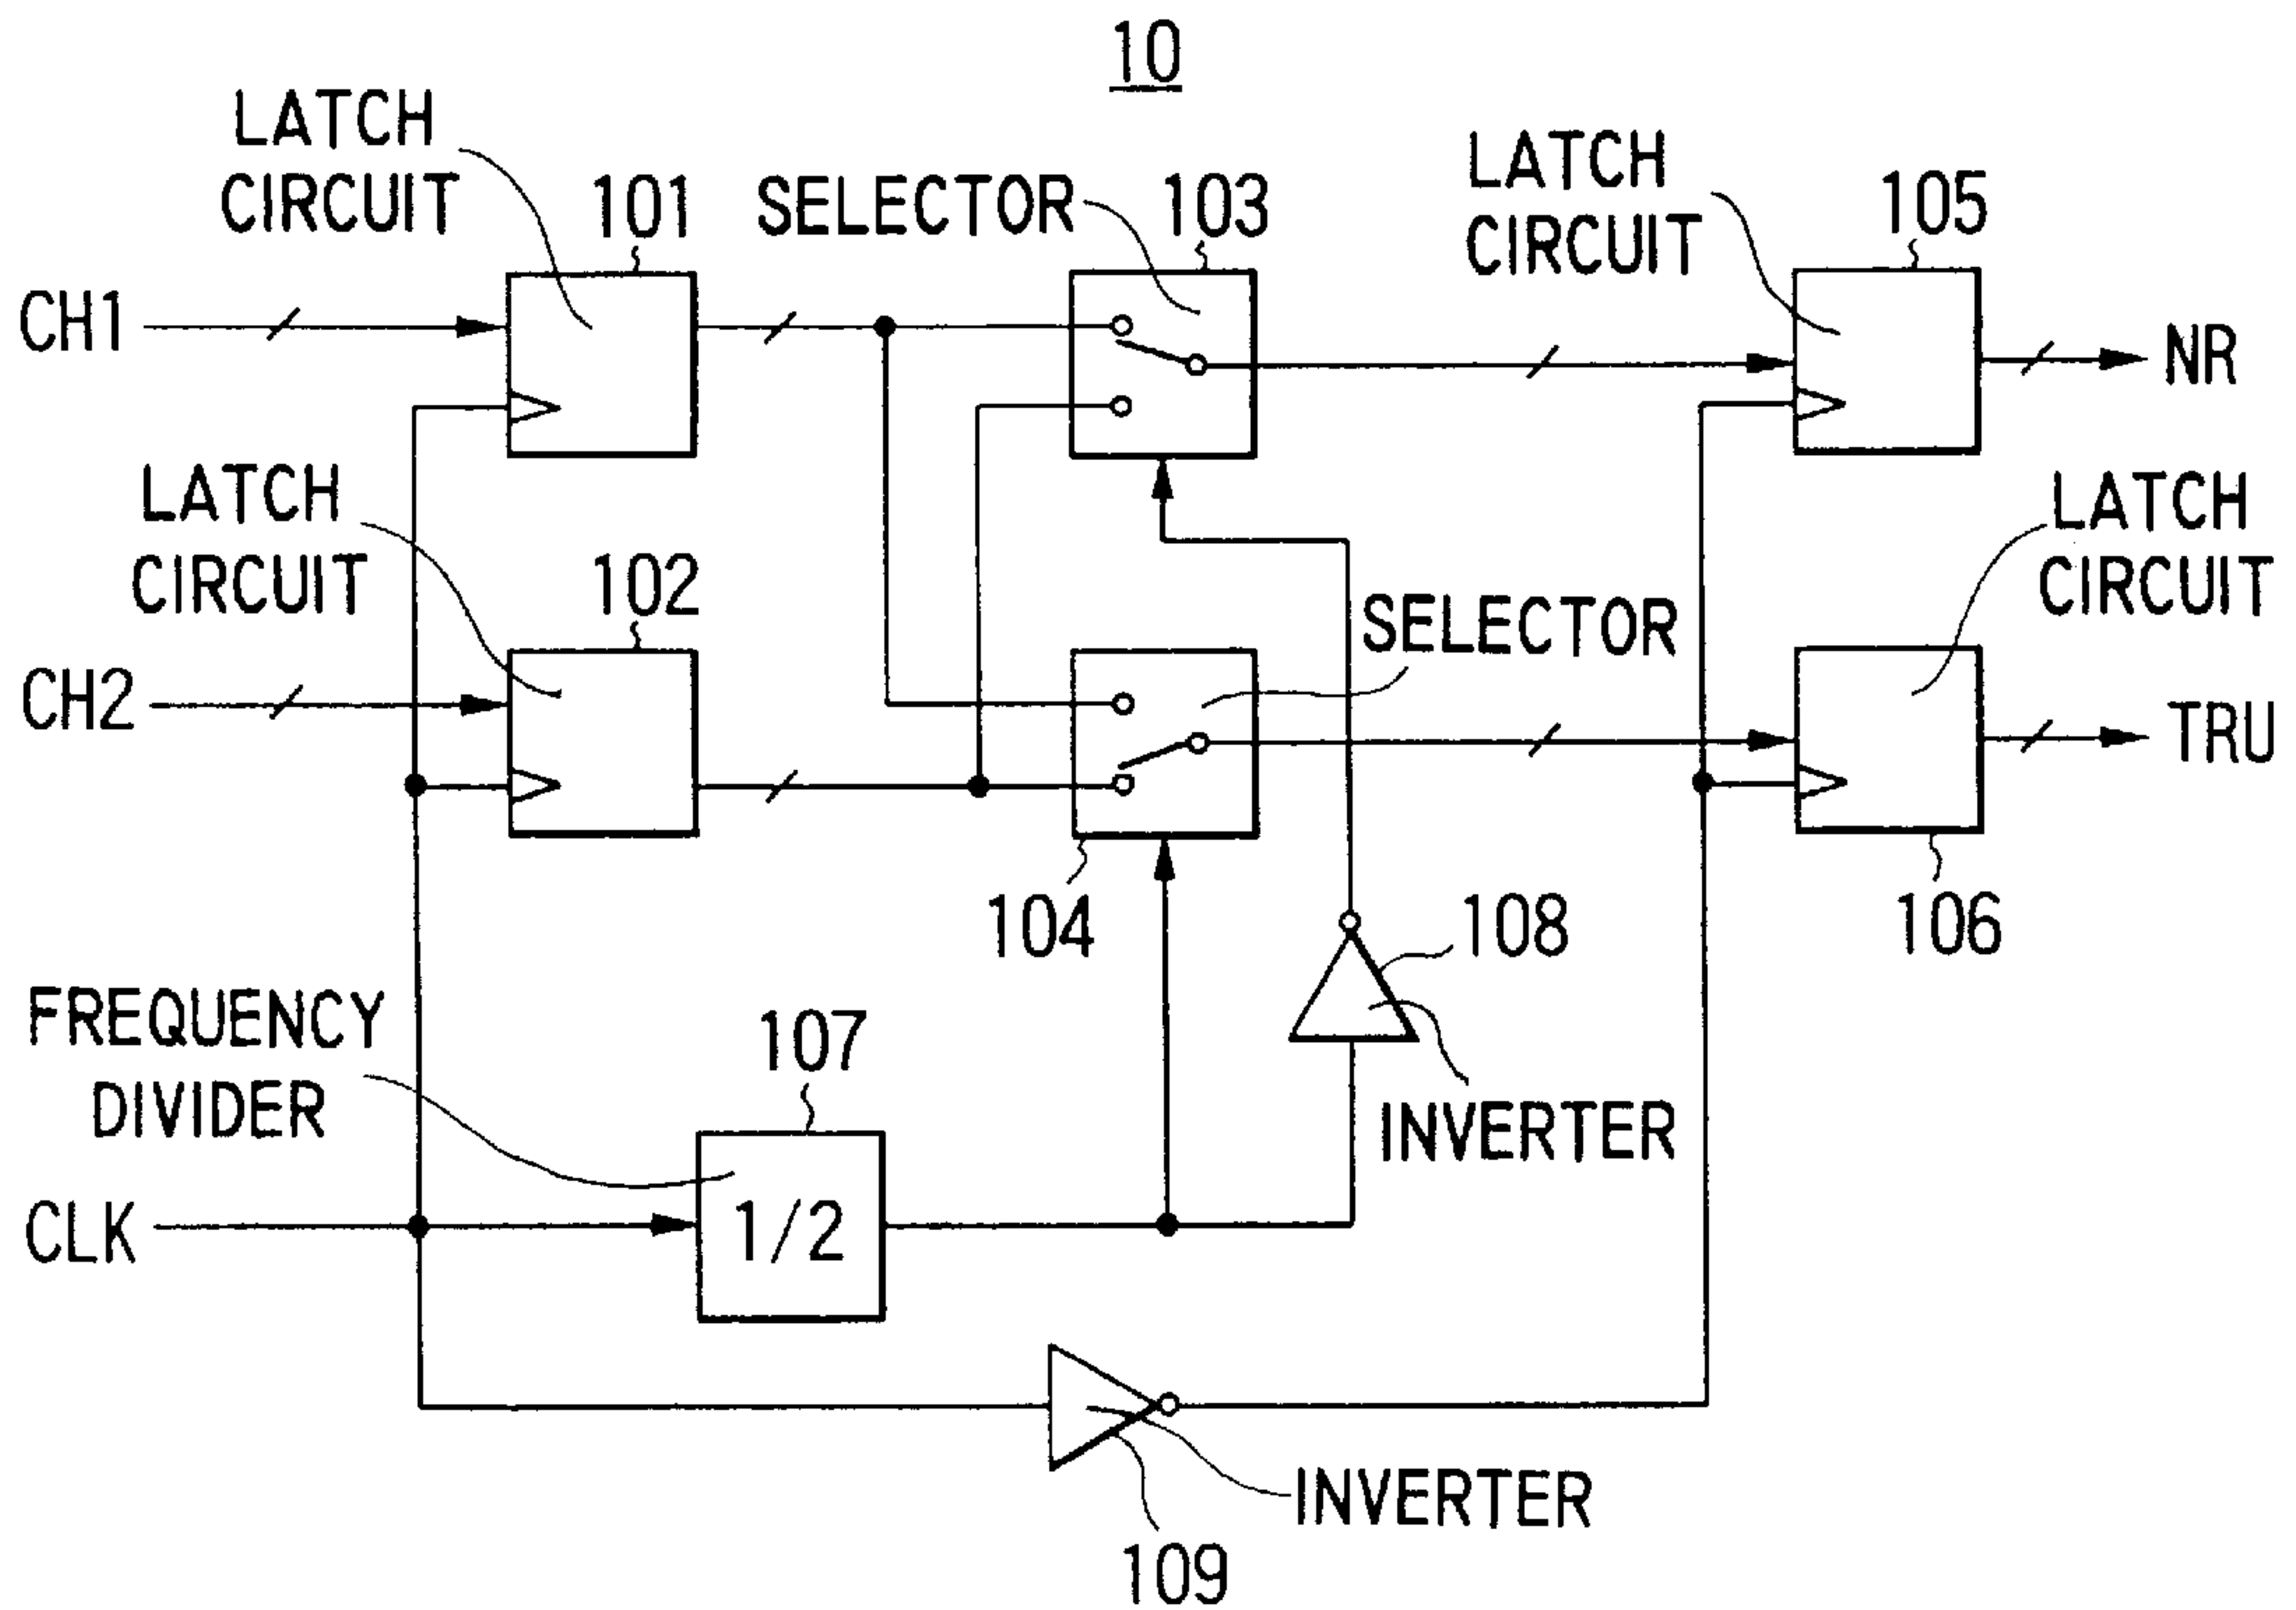 10
LATCH
CIRCUIT
101
SELECTOR
103
LATCH
CIRCUIT
105
CH1
NR
LATCH
CIRCUIT
102
SELECTOR
LATCH
CIRCUIT
CH2
TRU
104
108
106
FREQUENCY
DIVIDER
107
INVERTER
CLK
1/2
INVERTER
109